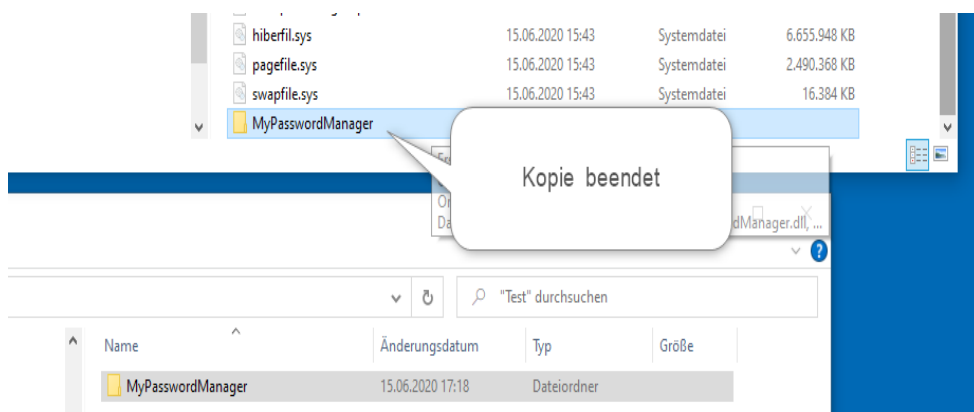 hiberfil.sys 15.06.2020 15:43 Systemdatei 6.655.948 KB
pagefile.sys 15.06.2020 15:43 Systemdatei 2.490.368 KB
swapfile.sys 15.06.2020 15:43 Systemdatei 16.384 KB
MyPasswordManager
Kopie beendet
dManager.dll, ...
"Test" durchsuchen
Name Änderungsdatum Typ Größe
MyPasswordManager 15.06.2020 17:18 Dateiordner